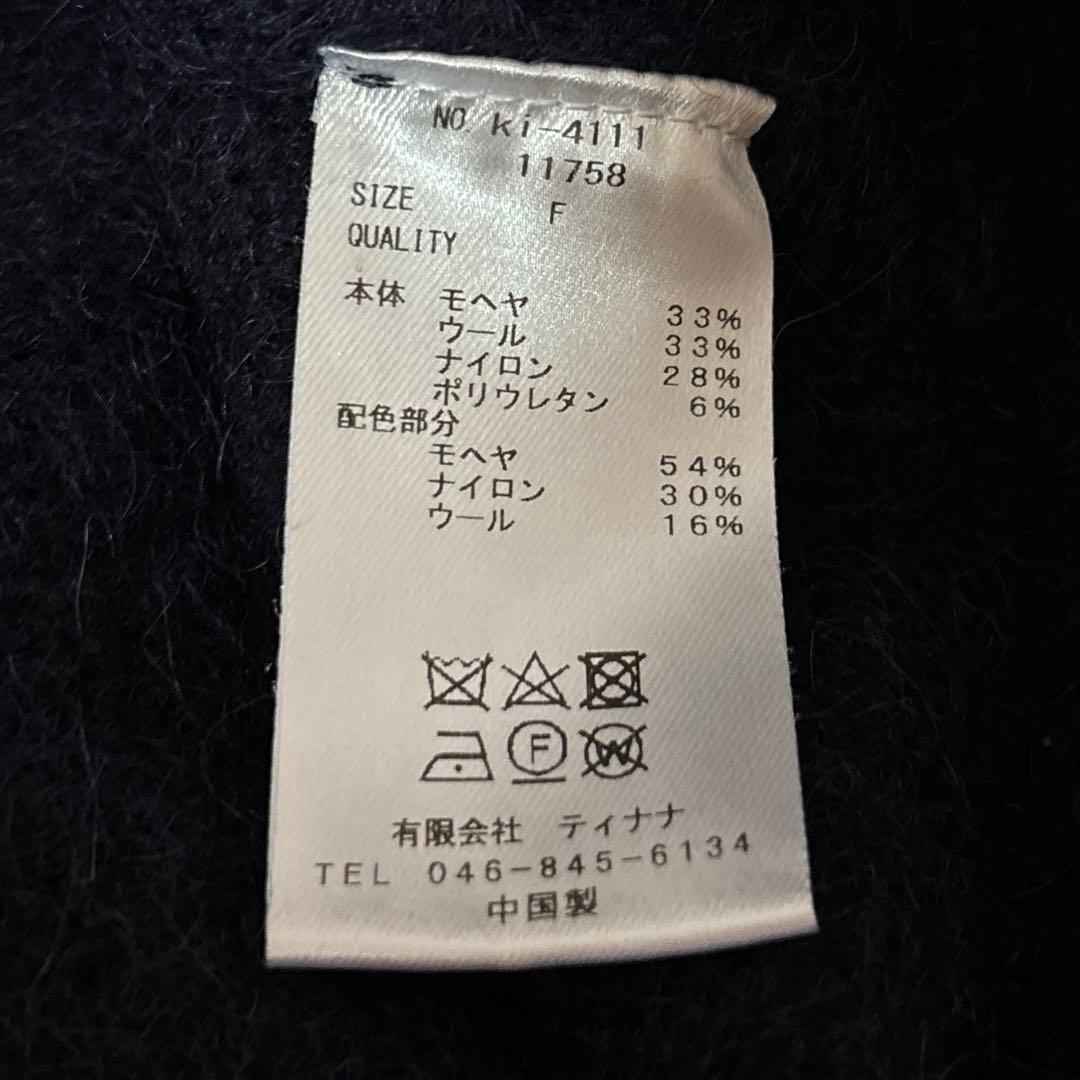 NO. ki-4111
11758
SIZE F
QUALITY
本体 モヘヤ 33%
ウール 33%
ナイロン 28%
ポリウレタン 6%
配色部分
モヘヤ 54%
ナイロン 30%
ウール 16%
F
W
有限会社 ティナナ
TEL 046-845-6134
中国製